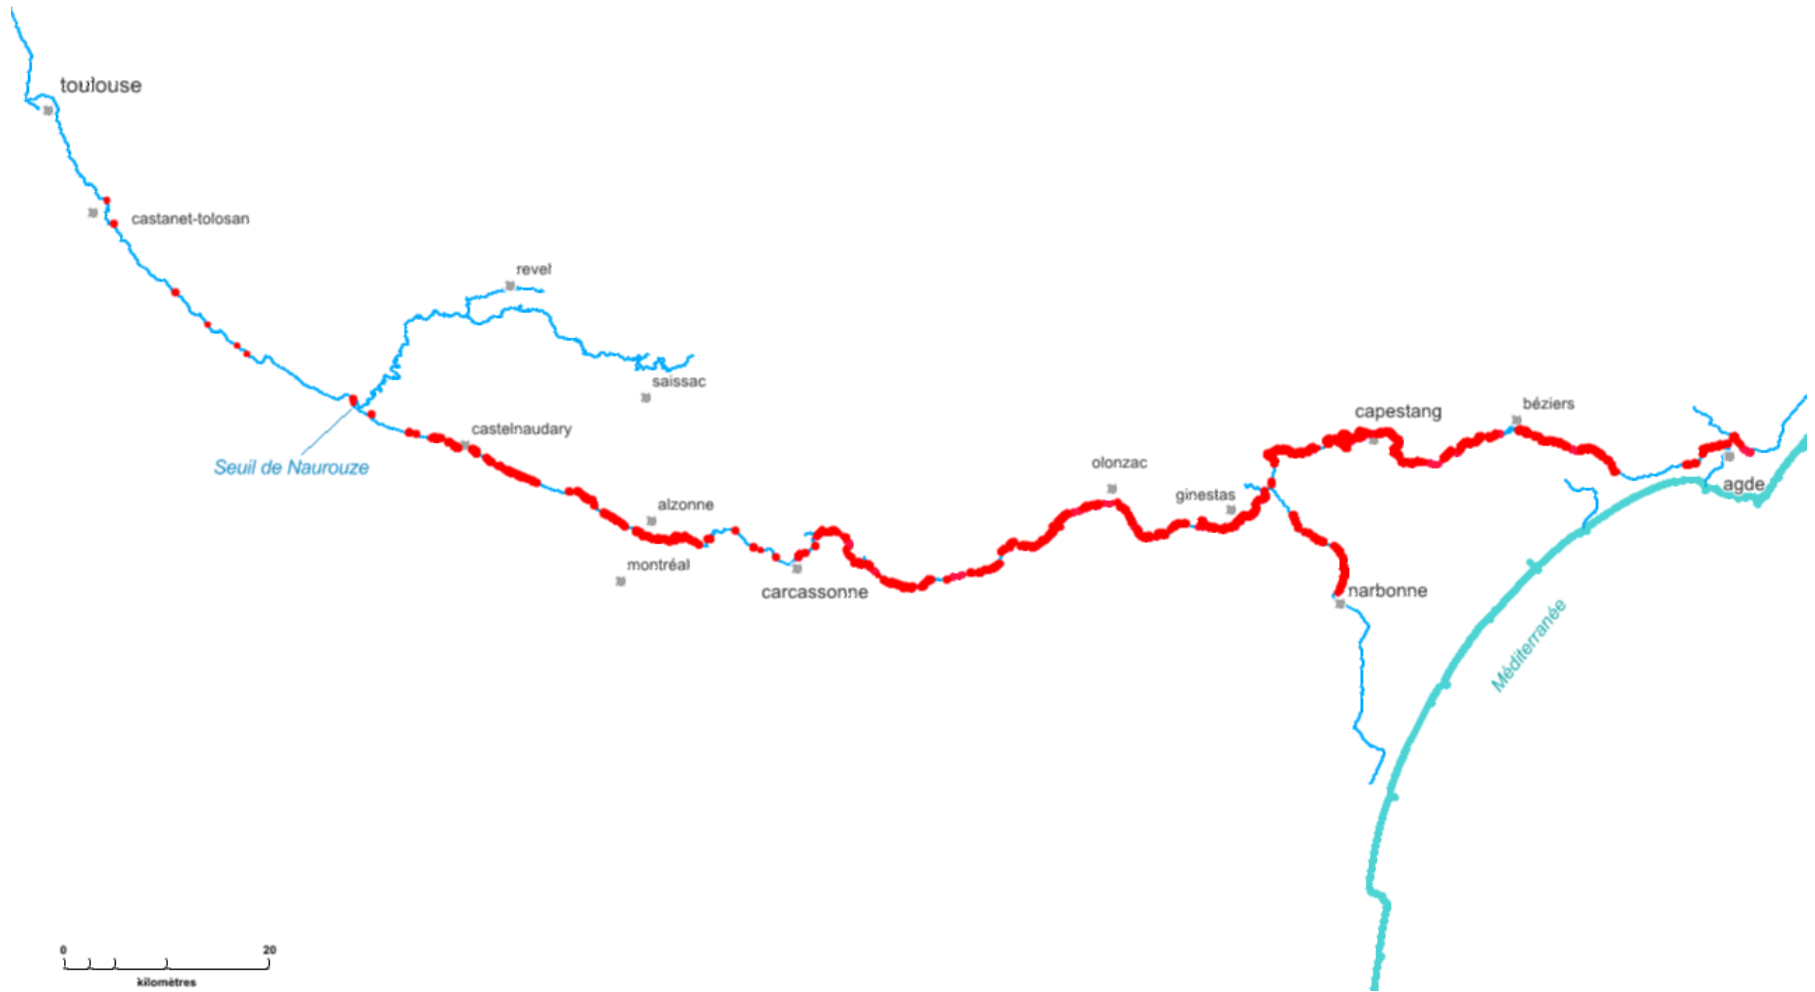 toulouse
castanet-tolosan
revel
saissac
castelnaudary
Seuil de Naurouze
alzonne
montréal
carcassonne
olonzac
ginestas
capestang
béziers
agde
narbonne
Méditerranée
0 20
kilomètres